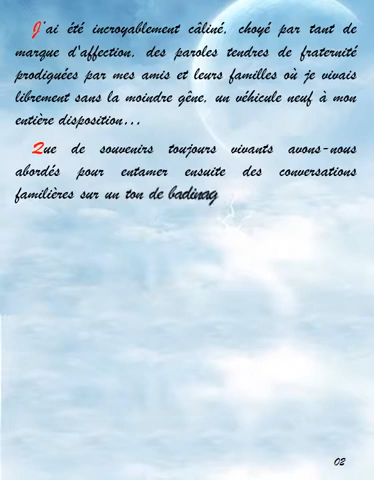 J'ai été incroyablement câliné, choyé par tant de
marque d'affection, des paroles tendres de fraternité
prodiguées par mes amis et leurs familles où je vivais
librement sans la moindre gêne, un véhicule neuf à mon
entière disposition...
Que de souvenirs toujours vivants avons-nous
abordés pour entamer ensuite des conversations
familières sur un ton de badinag
02